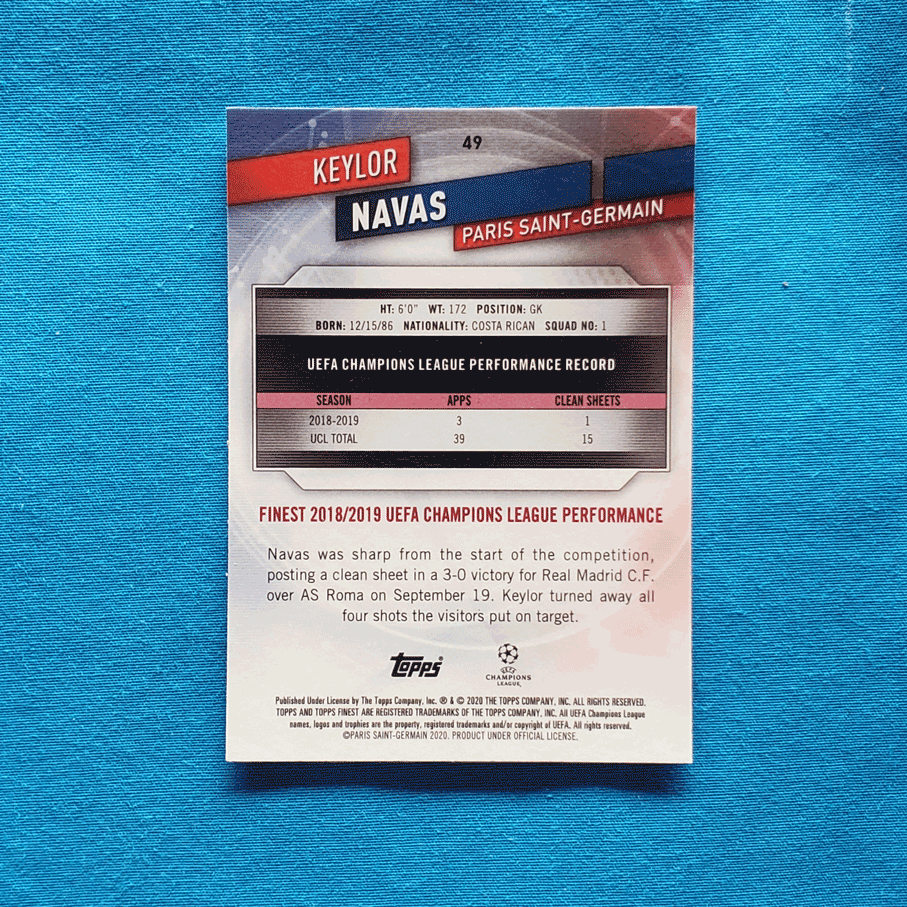 49
KEYLOR
NAVAS
PARIS SAINT-GERMAIN
HT: 6'0" WT: 172 POSITION: GK
BORN: 12/15/86 NATIONALITY: COSTA RICAN SQUAD NO: 1
UEFA CHAMPIONS LEAGUE PERFORMANCE RECORD
SEASON APPS CLEAN SHEETS
2018-2019 3 1
UCL TOTAL 39 15
FINEST 2018/2019 UEFA CHAMPIONS LEAGUE PERFORMANCE
Navas was sharp from the start of the competition,
posting a clean sheet in a 3-0 victory for Real Madrid C.F.
over AS Roma on September 19. Keylor turned away all
four shots the visitors put on target.
topps®
UEFA
CHAMPIONS
LEAGUE
Published Under License by The Topps Company, Inc. ® & © 2020 THE TOPPS COMPANY, INC. ALL RIGHTS RESERVED.
TOPPS AND TOPPS FINEST ARE REGISTERED TRADEMARKS OF THE TOPPS COMPANY, INC. All UEFA Champions League
names, logos and trophies are the property, registered trademarks and/or copyright of UEFA. All rights reserved.
©PARIS SAINT-GERMAIN 2020. PRODUCT UNDER OFFICIAL LICENSE.